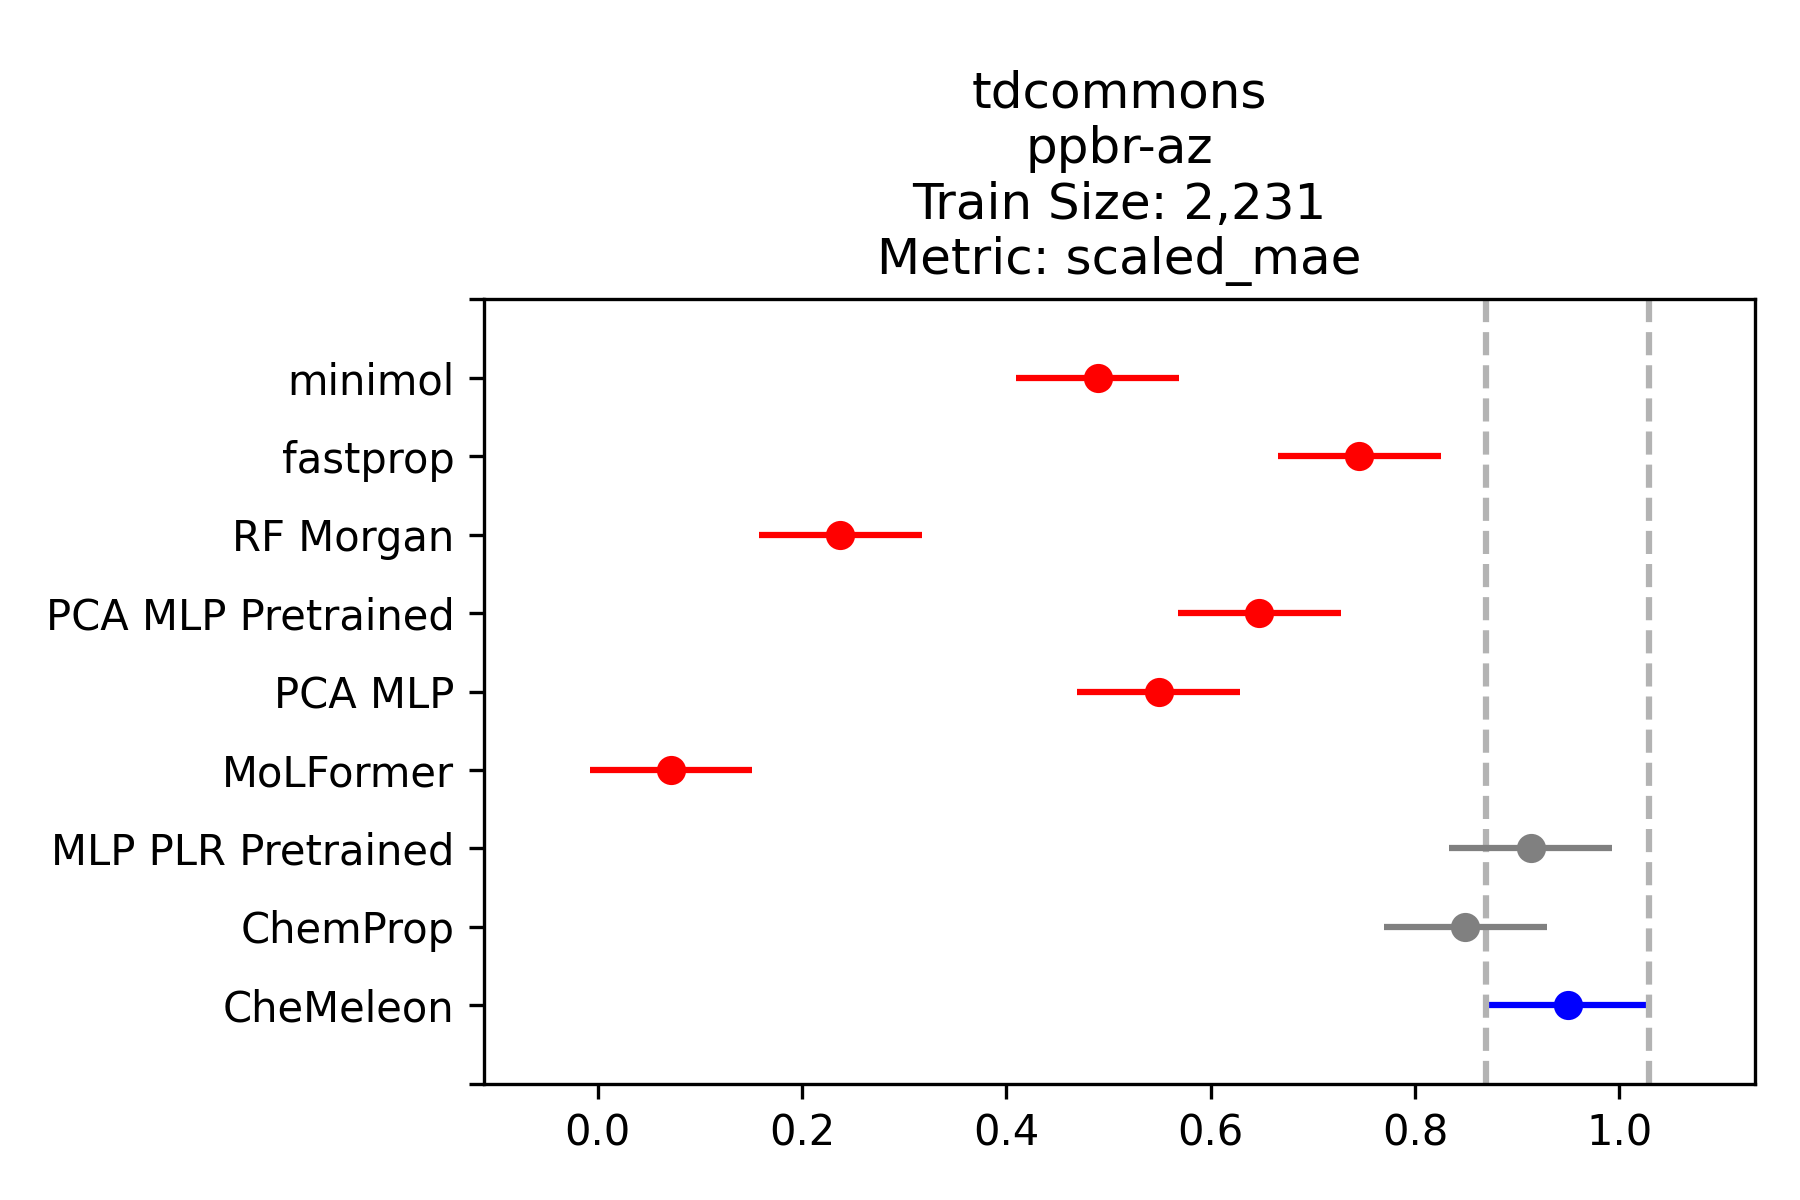 tdcommons
ppbr-az
Train Size: 2,231
Metric: scaled_mae
minimol
fastprop
RF Morgan
PCA MLP Pretrained
PCA MLP
MoLFormer
MLP PLR Pretrained
ChemProp
CheMeleon
0.0 0.2 0.4 0.6 0.8 1.0